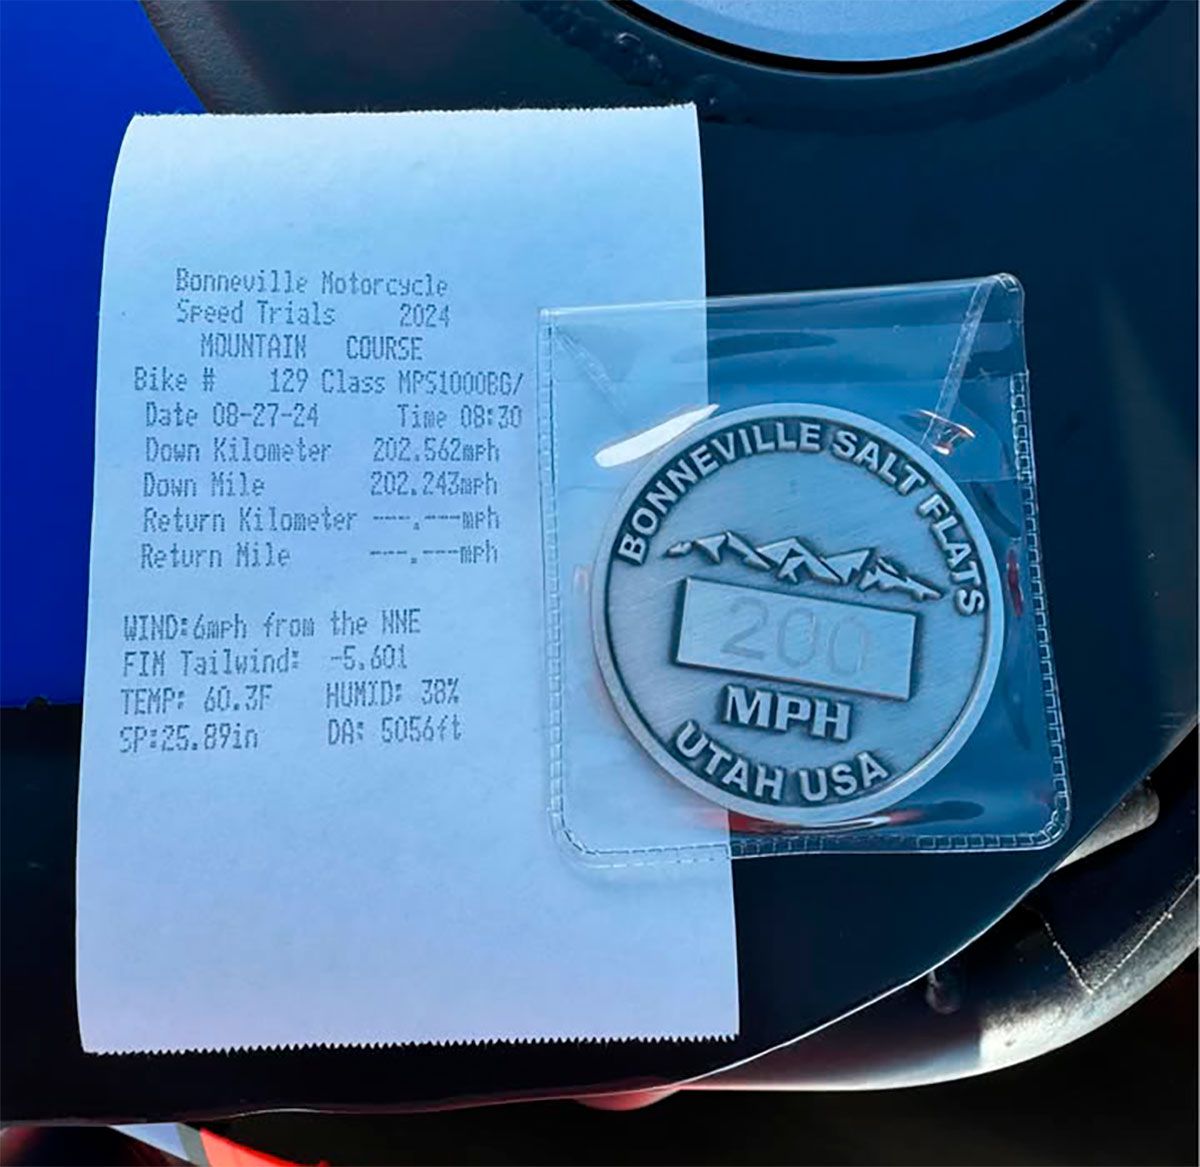 Bonneville Motorcycle
Speed Trials 2024
MOUNTAIN COURSE
Bike # 129 Class MPS1000BG/
Date 08-27-24 Time 08:30
Down Kilometer 202.562mph
Down Mile 202.243mph
Return Kilometer ---.---mph
Return Mile ---.---mph
WIND:6mph from the NNE
FIM Tailwind: -5.601
TEMP: 60.3F HUMID: 38%
SP:25.89in DA: 5056ft
BONNEVILLE SALT FLATS
200
MPH
UTAH USA